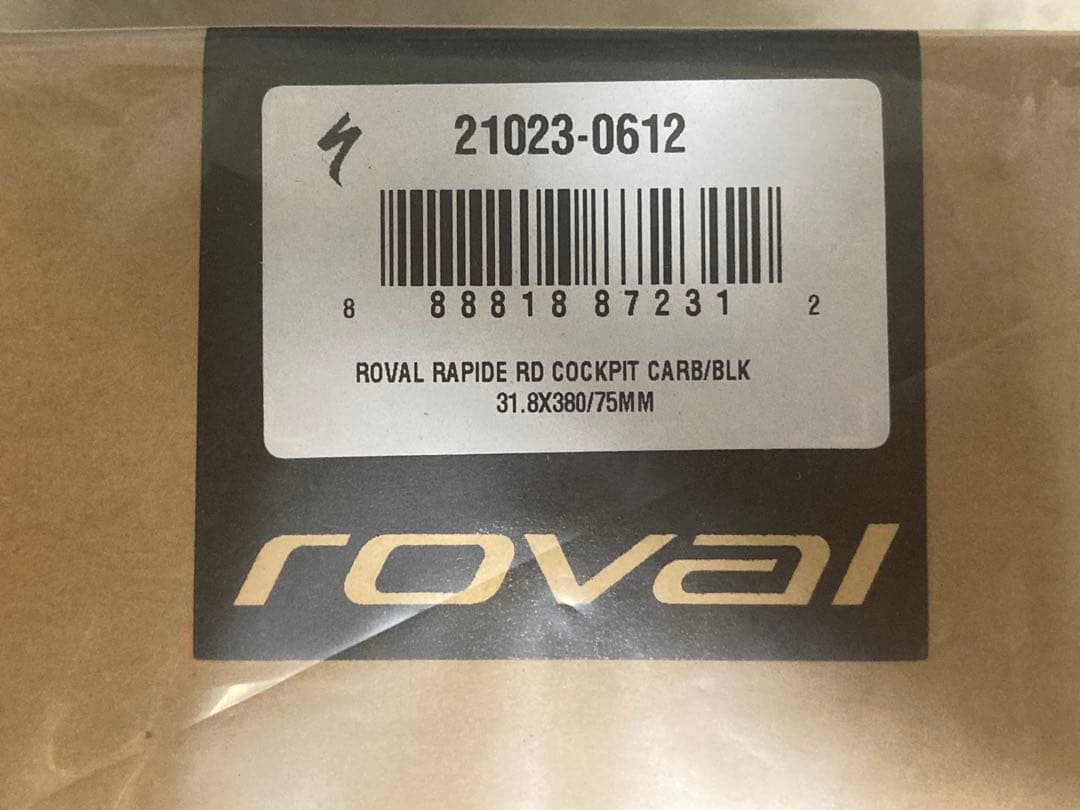 21023-0612
8 88818 87231 2
ROVAL RAPIDE RD COCKPIT CARB/BLK
31.8X380/75MM
roval